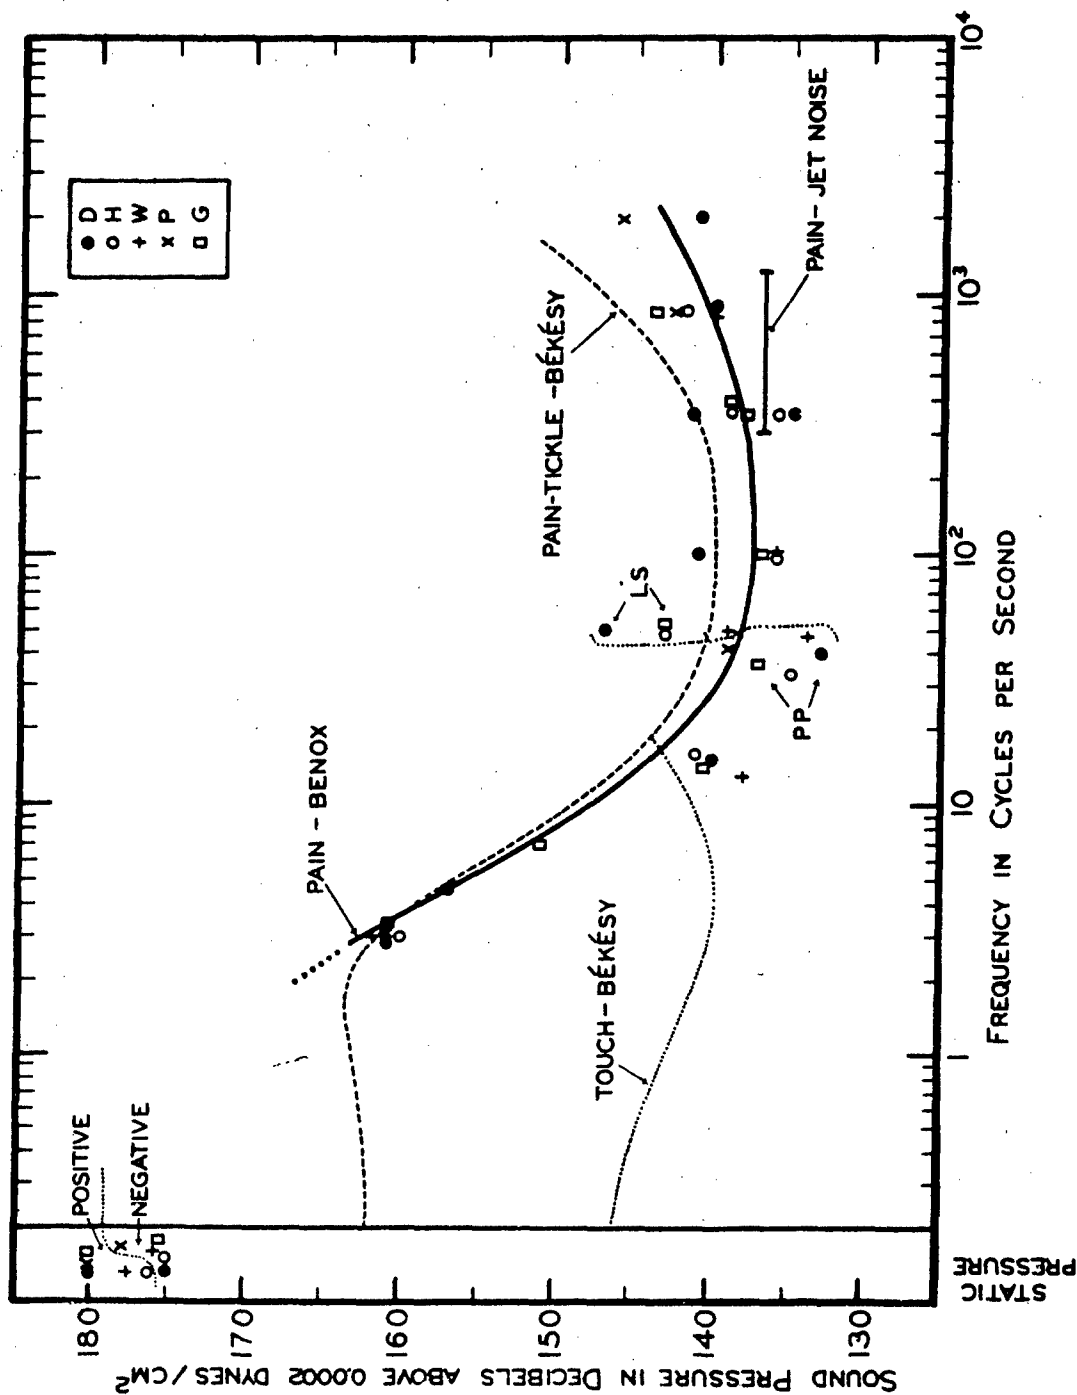 ● D
○ H
+ W
x P
□ G
POSITIVE
NEGATIVE
PAIN - BENOX
PAIN-TICKLE -BÉKÉSY
LS
PP
TOUCH-BÉKÉSY
PAIN- JET NOISE
180
170
160
150
140
130
SOUND PRESSURE IN DECIBELS ABOVE 0.0002 DYNES/CM²
STATIC
PRESSURE
1
10
10²
10³
10⁴
FREQUENCY IN CYCLES PER SECOND